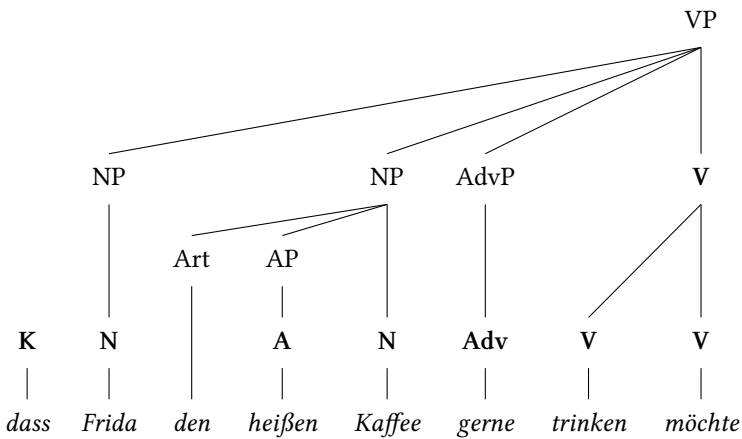 VP
NP NP AdvP V
Art AP
K N A N Adv V V
dass Frida den heißen Kaffee gerne trinken möchte